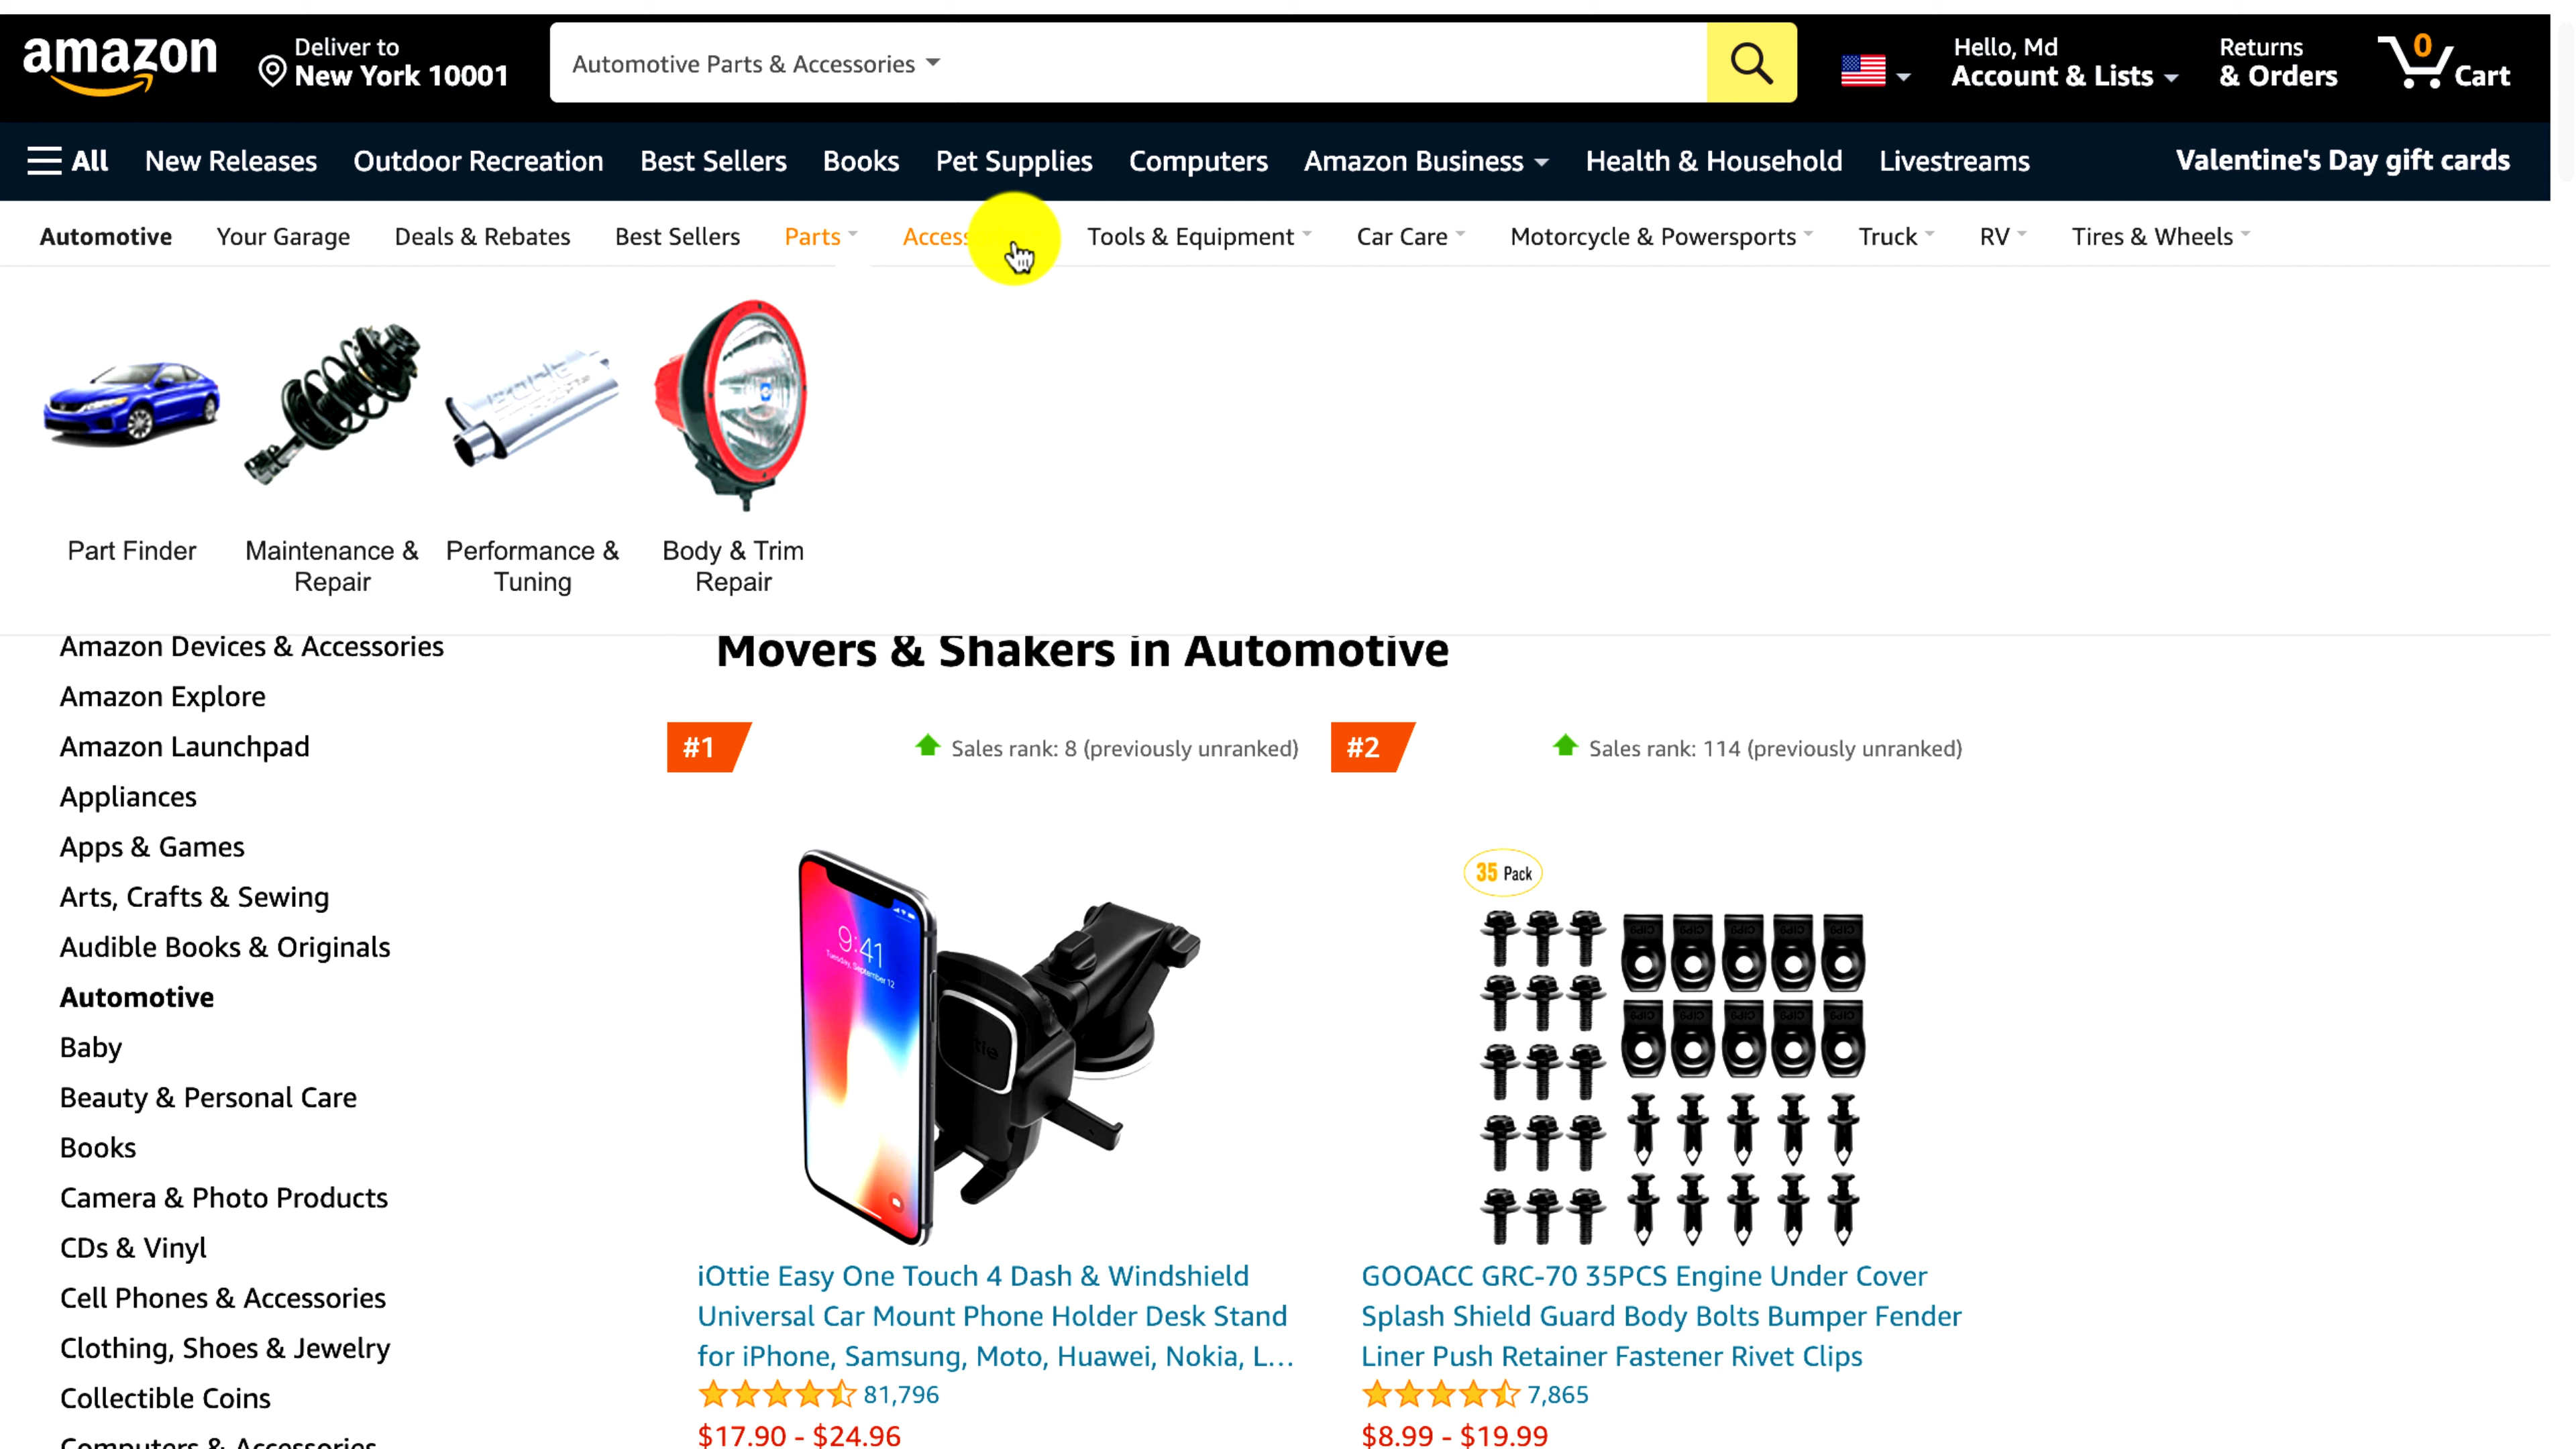 amazon
Deliver to
New York 10001
Automotive Parts & Accessories
Hello, Md
Account & Lists
Returns
& Orders
0
Cart
All New Releases Outdoor Recreation Best Sellers Books Pet Supplies Computers Amazon Business Health & Household Livestreams Valentine's Day gift cards
Automotive Your Garage Deals & Rebates Best Sellers Parts Access Tools & Equipment Car Care Motorcycle & Powersports Truck RV Tires & Wheels
Part Finder
Maintenance &
Repair
Performance &
Tuning
Body & Trim
Repair
Amazon Devices & Accessories
Amazon Explore
Amazon Launchpad
Appliances
Apps & Games
Arts, Crafts & Sewing
Audible Books & Originals
Automotive
Baby
Beauty & Personal Care
Books
Camera & Photo Products
CDs & Vinyl
Cell Phones & Accessories
Clothing, Shoes & Jewelry
Collectible Coins
Computers & Accessories
Movers & Shakers in Automotive
#1
Sales rank: 8 (previously unranked)
9:41
Tuesday, September 12
iOttie Easy One Touch 4 Dash & Windshield
Universal Car Mount Phone Holder Desk Stand
for iPhone, Samsung, Moto, Huawei, Nokia, L...
81,796
$17.90 - $24.96
#2
Sales rank: 114 (previously unranked)
35 Pack
GOOACC GRC-70 35PCS Engine Under Cover
Splash Shield Guard Body Bolts Bumper Fender
Liner Push Retainer Fastener Rivet Clips
7,865
$8.99 - $19.99